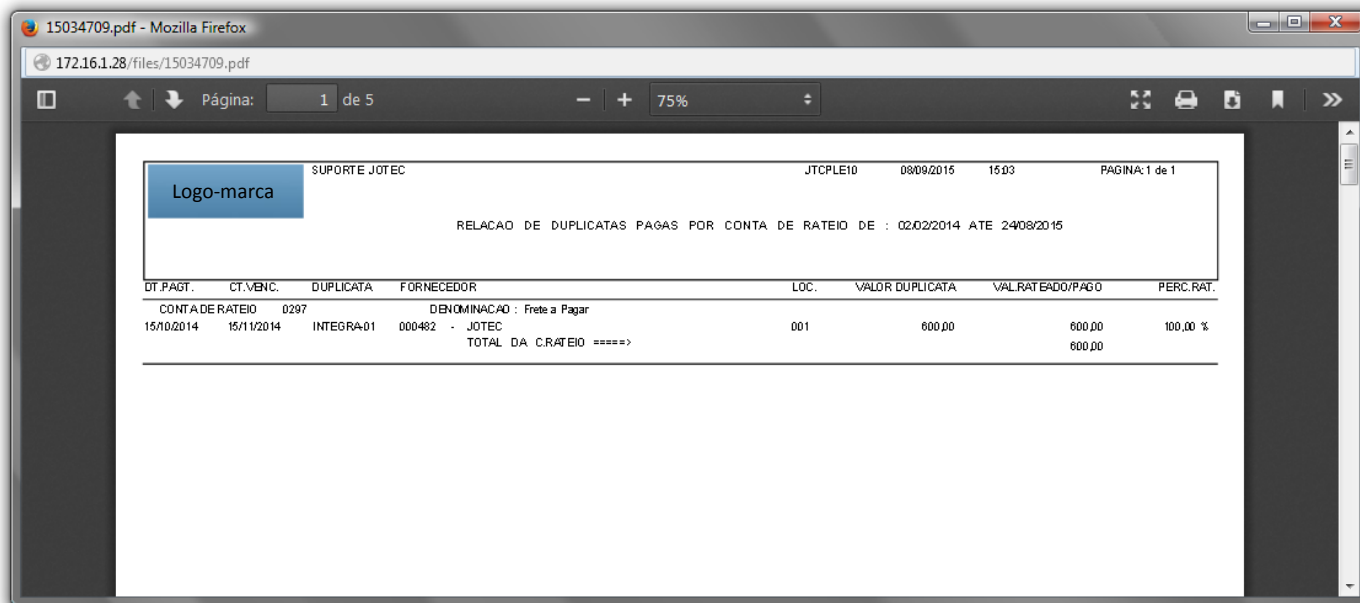 15034709.pdf - Mozilla Firefox
172.16.1.28/files/15034709.pdf
Página: 1 de 5 75%
Logo-marca
SUPORTE JOTEC JTCPLE10 08/09/2015 15:03 PAGINA: 1 de 1
RELACAO DE DUPLICATAS PAGAS POR CONTA DE RATEIO DE : 02/02/2014 ATE 24/08/2015
DT.PAGT. CT.VENC. DUPLICATA FORNECEDOR LOC. VALOR DUPLICATA VAL.RATEADO/PAGO PERC.RAT.
CONTA DE RATEIO 0297 DENOMINACAO : Frete a Pagar
15/10/2014 15/11/2014 INTEGRA-01 000482 - JOTEC 001 600,00 600,00 100,00 %
TOTAL DA C.RATEIO =====> 600,00